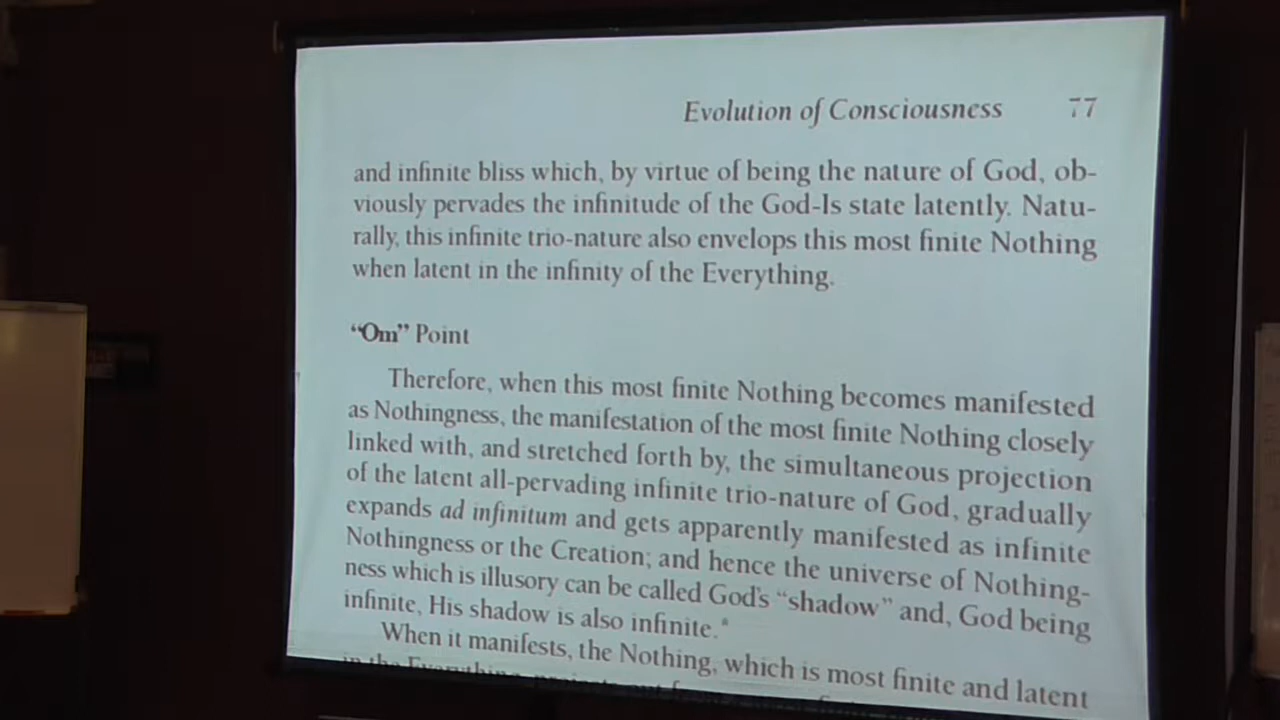 Evolution of Consciousness 77
and infinite bliss which, by virtue of being the nature of God, ob-
viously pervades the infinitude of the God-Is state latently. Natu-
rally, this infinite trio-nature also envelops this most finite Nothing
when latent in the infinity of the Everything.
“Om” Point
Therefore, when this most finite Nothing becomes manifested
as Nothingness, the manifestation of the most finite Nothing closely
linked with, and stretched forth by, the simultaneous projection
of the latent all-pervading infinite trio-nature of God, gradually
expands ad infinitum and gets apparently manifested as infinite
Nothingness or the Creation; and hence the universe of Nothing-
ness which is illusory can be called God's “shadow” and, God being
infinite, His shadow is also infinite.*
When it manifests, the Nothing, which is most finite and latent
in the Everything